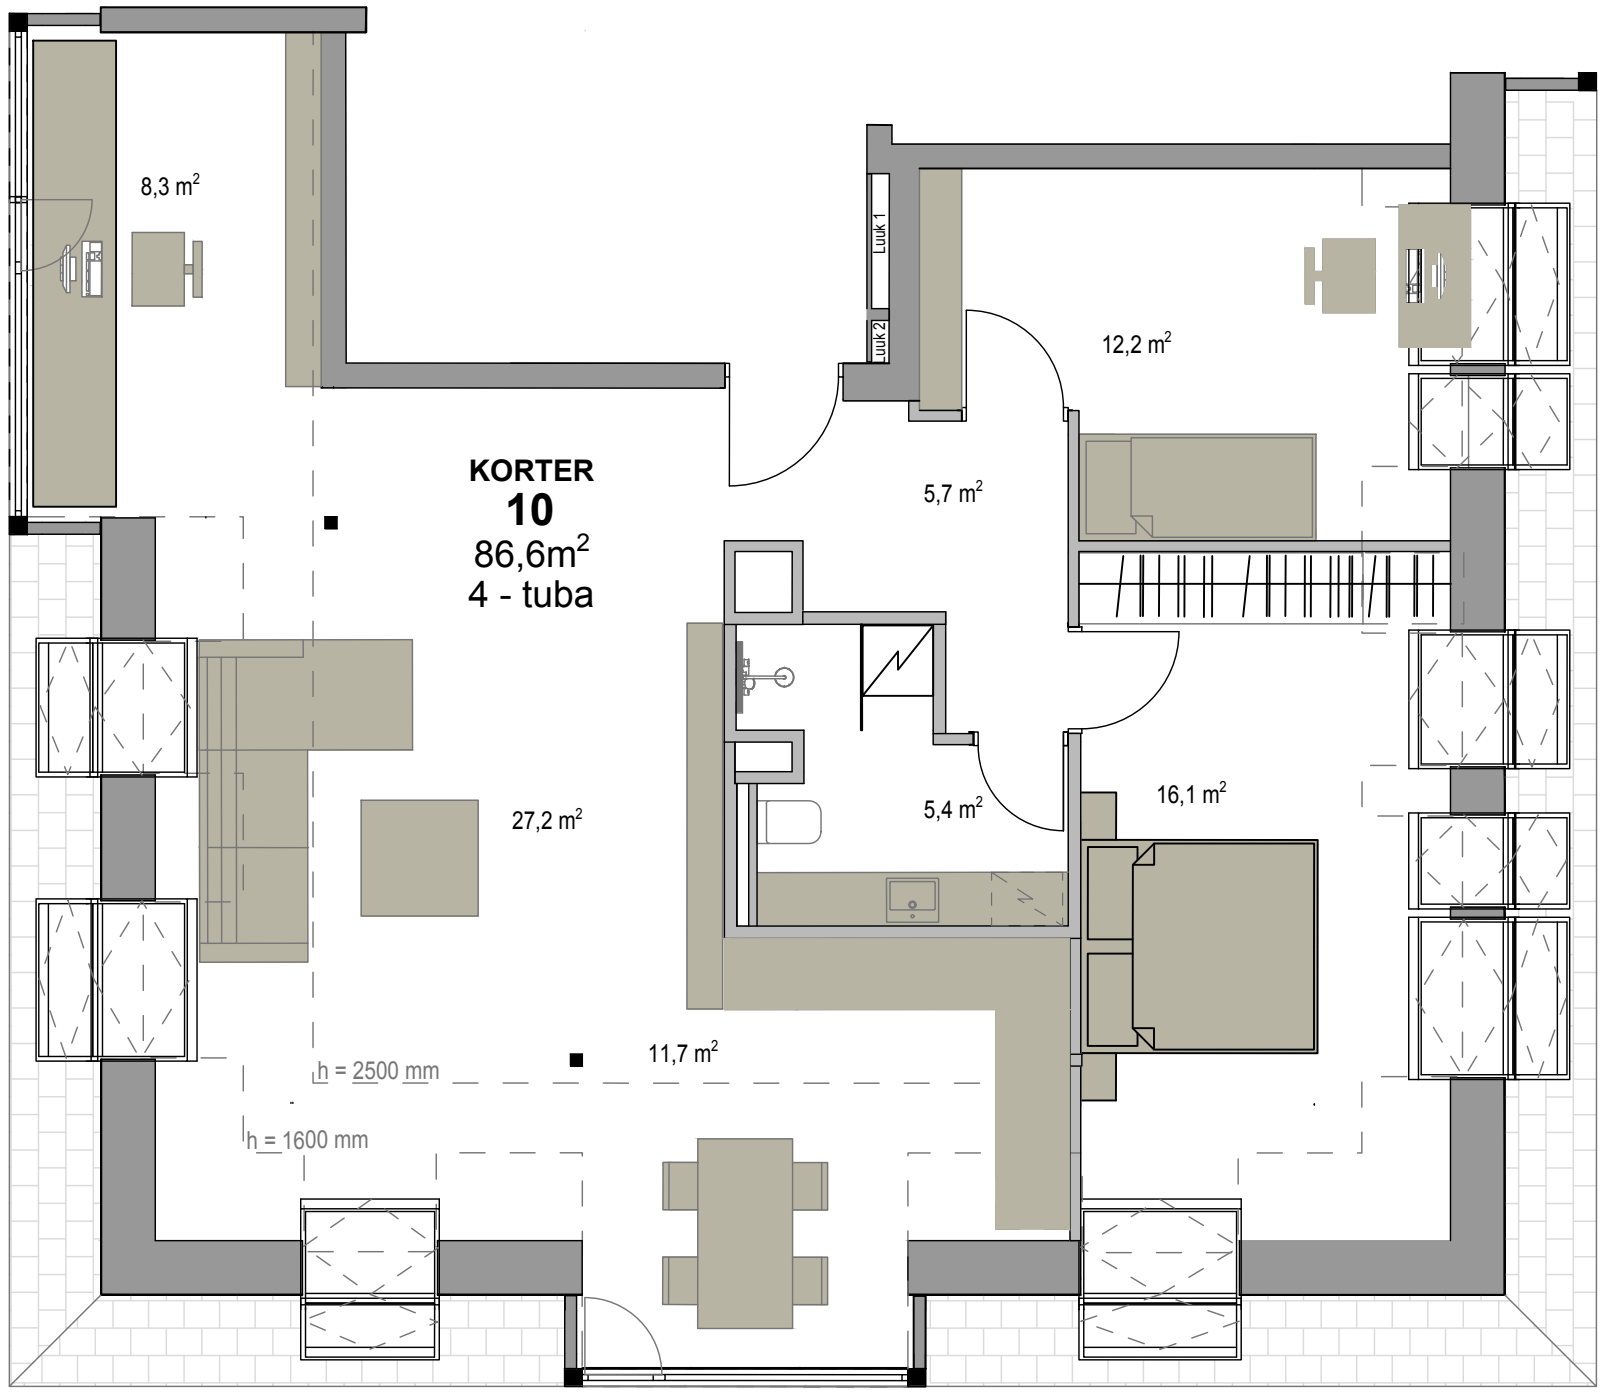 8,3 m²
Luuk 1
Luuk 2
12,2 m²
KORTER
10
86,6m²
4 - tuba
5,7 m²
27,2 m²
5,4 m²
16,1 m²
11,7 m²
h = 2500 mm
h = 1600 mm